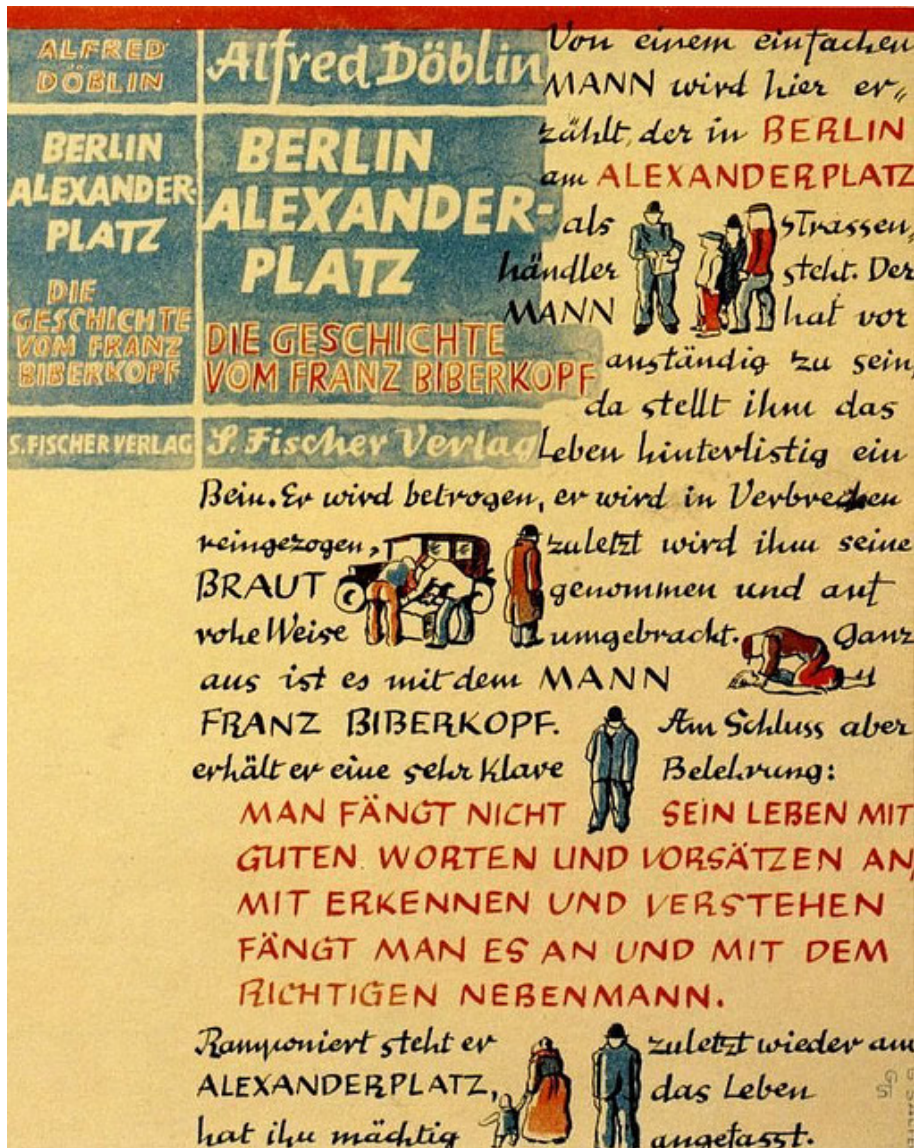 ALFRED
DÖBLIN
BERLIN
ALEXANDER-
PLATZ
DIE
GESCHICHTE
VOM FRANZ
BIBERKOPF
S. FISCHER VERLAG
Alfred Döblin
BERLIN
ALEXANDER-
PLATZ
DIE GESCHICHTE
VOM FRANZ BIBERKOPF
S. Fischer Verlag
Von einem einfachen
MANN wird hier er„
zählt, der in BERLIN
am ALEXANDERPLATZ
als strassen„
händler steht. Der
MANN hat vor
anständig zu sein,
da stellt ihm das
Leben hinterlistig ein
Bein. Er wird betrogen, er wird in Verbrechen
reingezogen, zuletzt wird ihm seine
BRAUT genommen und auf
rohe Weise umgebracht. Ganz
aus ist es mit dem MANN
FRANZ BIBERKOPF. Am Schluss aber
erhält er eine sehr klare Belehrung:
MAN FÄNGT NICHT SEIN LEBEN MIT
GUTEN WORTEN UND VORSÄTZEN AN,
MIT ERKENNEN UND VERSTEHEN
FÄNGT MAN ES AN UND MIT DEM
RICHTIGEN NEBENMANN.
Ramponiert steht er zuletzt wieder am
ALEXANDERPLATZ, das Leben
hat ihn mächtig angefasst.